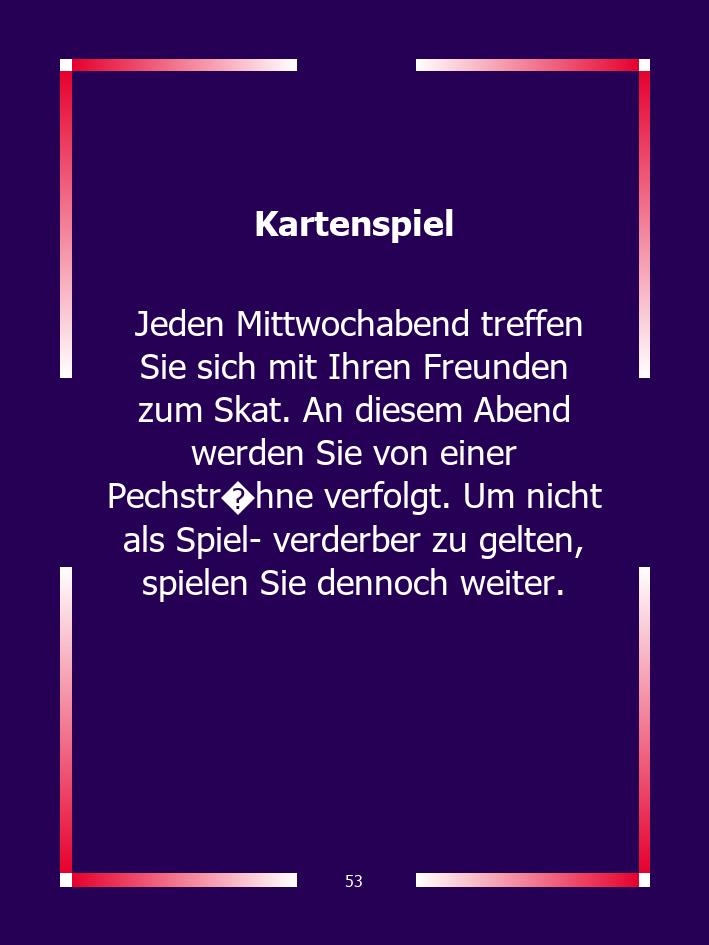 Kartenspiel
Jeden Mittwochabend treffen
Sie sich mit Ihren Freunden
zum Skat. An diesem Abend
werden Sie von einer
Pechstr�hne verfolgt. Um nicht
als Spiel- verderber zu gelten,
spielen Sie dennoch weiter.
53